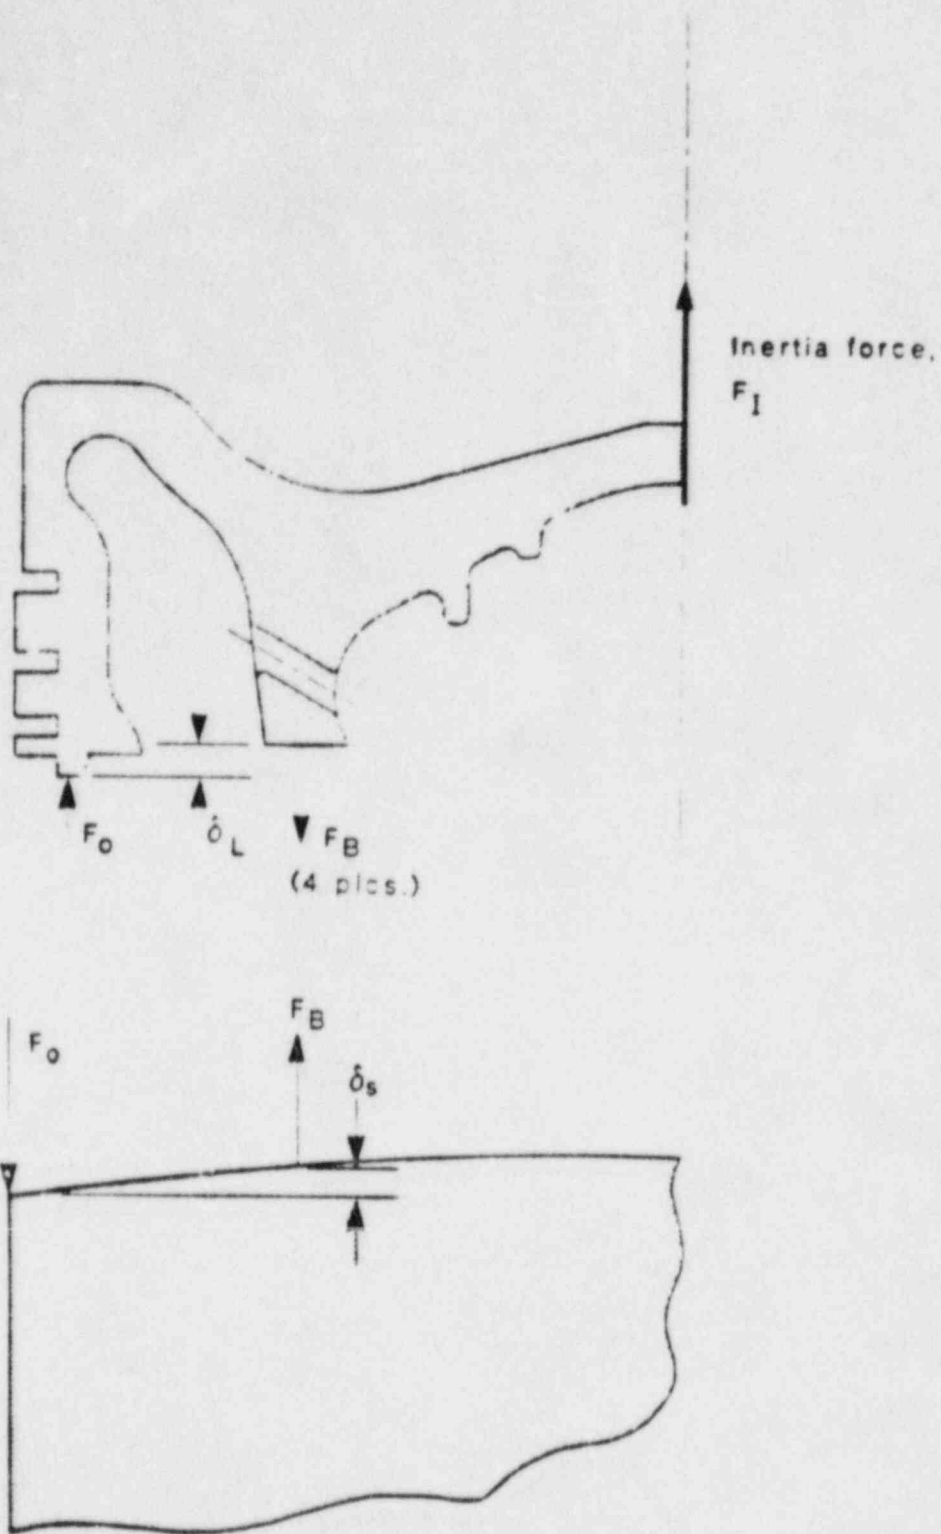 Inertia force,
F_I
F_o
δ_L
F_B
(4 plcs.)
F_B
F_o
δ_s